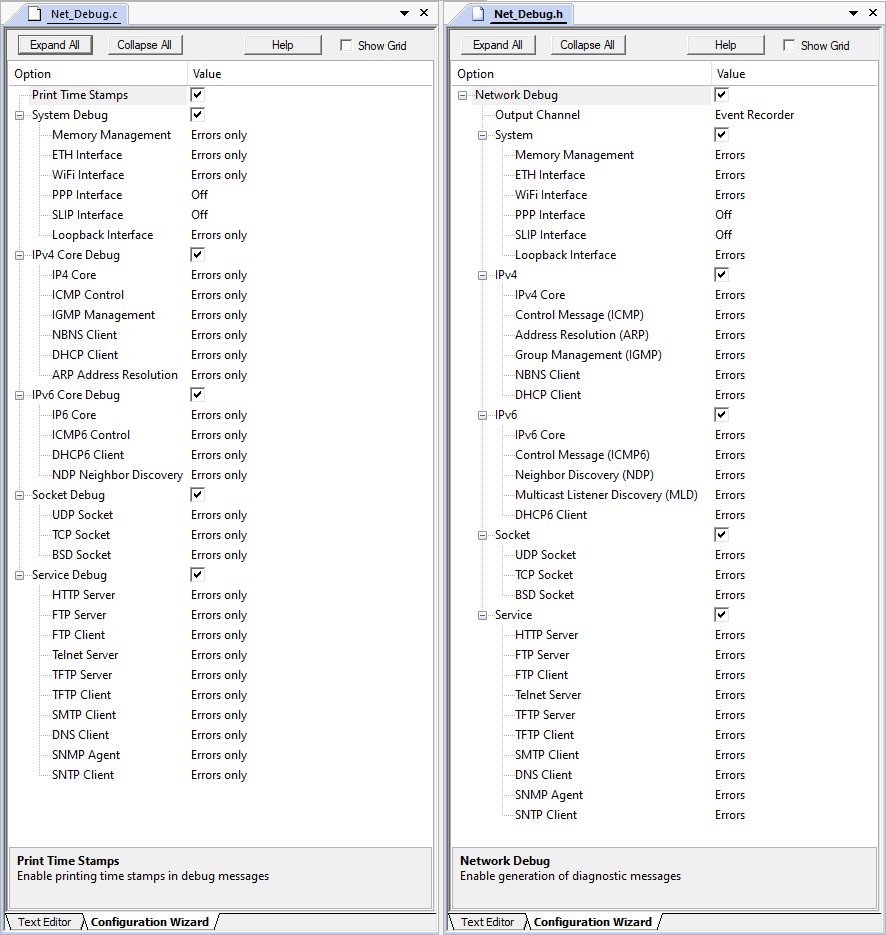 Net_Debug.c
Expand All Collapse All Help Show Grid
Option Value
Print Time Stamps
System Debug
Memory Management Errors only
ETH Interface Errors only
WiFi Interface Errors only
PPP Interface Off
SLIP Interface Off
Loopback Interface Errors only
IPv4 Core Debug
IP4 Core Errors only
ICMP Control Errors only
IGMP Management Errors only
NBNS Client Errors only
DHCP Client Errors only
ARP Address Resolution Errors only
IPv6 Core Debug
IP6 Core Errors only
ICMP6 Control Errors only
DHCP6 Client Errors only
NDP Neighbor Discovery Errors only
Socket Debug
UDP Socket Errors only
TCP Socket Errors only
BSD Socket Errors only
Service Debug
HTTP Server Errors only
FTP Server Errors only
FTP Client Errors only
Telnet Server Errors only
TFTP Server Errors only
TFTP Client Errors only
SMTP Client Errors only
DNS Client Errors only
SNMP Agent Errors only
SNTP Client Errors only
Print Time Stamps
Enable printing time stamps in debug messages
Text Editor Configuration Wizard
Net_Debug.h
Expand All Collapse All Help Show Grid
Option Value
Network Debug
Output Channel Event Recorder
System
Memory Management Errors
ETH Interface Errors
WiFi Interface Errors
PPP Interface Off
SLIP Interface Off
Loopback Interface Errors
IPv4
IPv4 Core Errors
Control Message (ICMP) Errors
Address Resolution (ARP) Errors
Group Management (IGMP) Errors
NBNS Client Errors
DHCP Client Errors
IPv6
IPv6 Core Errors
Control Message (ICMP6) Errors
Neighbor Discovery (NDP) Errors
Multicast Listener Discovery (MLD) Errors
DHCP6 Client Errors
Socket
UDP Socket Errors
TCP Socket Errors
BSD Socket Errors
Service
HTTP Server Errors
FTP Server Errors
FTP Client Errors
Telnet Server Errors
TFTP Server Errors
TFTP Client Errors
SMTP Client Errors
DNS Client Errors
SNMP Agent Errors
SNTP Client Errors
Network Debug
Enable generation of diagnostic messages
Text Editor Configuration Wizard